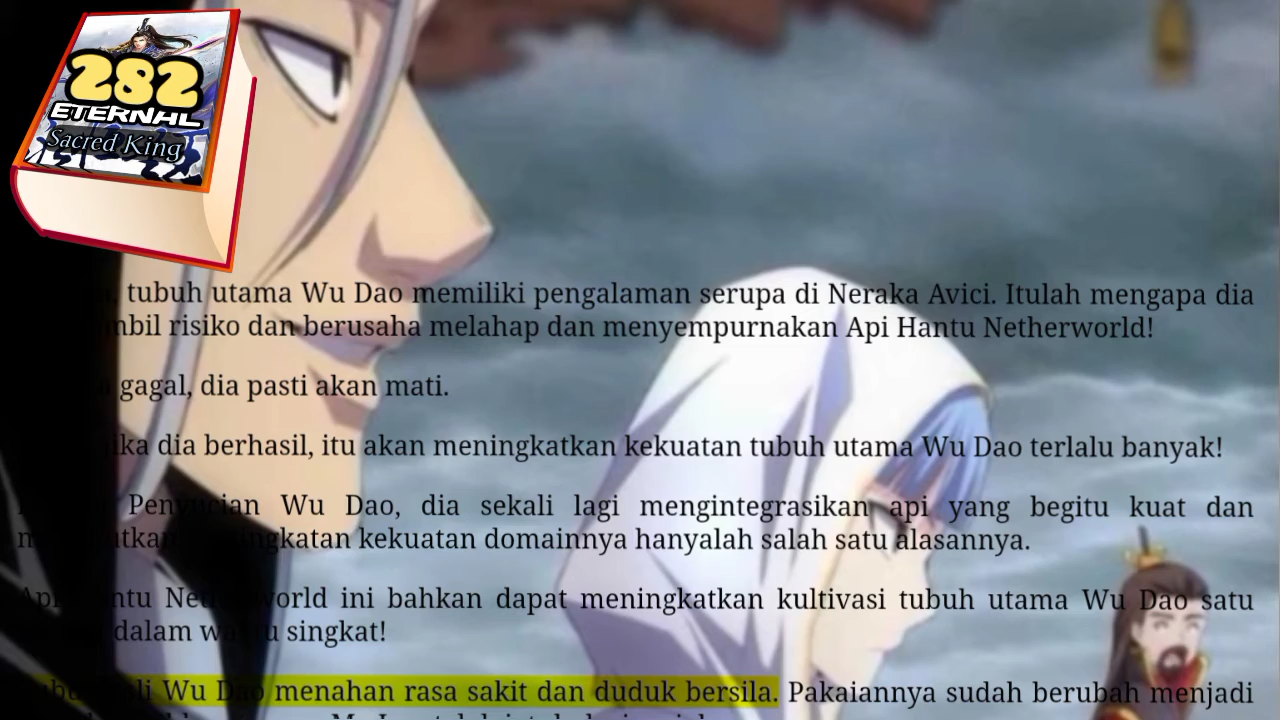 282
ETERNAL
Sacred King
tubuh utama Wu Dao memiliki pengalaman serupa di Neraka Avici. Itulah mengapa dia
risiko dan berusaha melahap dan menyempurnakan Api Hantu Netherworld!
gagal, dia pasti akan mati.
dia berhasil, itu akan meningkatkan kekuatan tubuh utama Wu Dao terlalu banyak!
Penyucian Wu Dao, dia sekali lagi mengintegrasikan api yang begitu kuat dan
kekuatan domainnya hanyalah salah satu alasannya.
Netherworld ini bahkan dapat meningkatkan kultivasi tubuh utama Wu Dao satu
dalam waktu singkat!
Wu Dao menahan rasa sakit dan duduk bersila. Pakaiannya sudah berubah menjadi